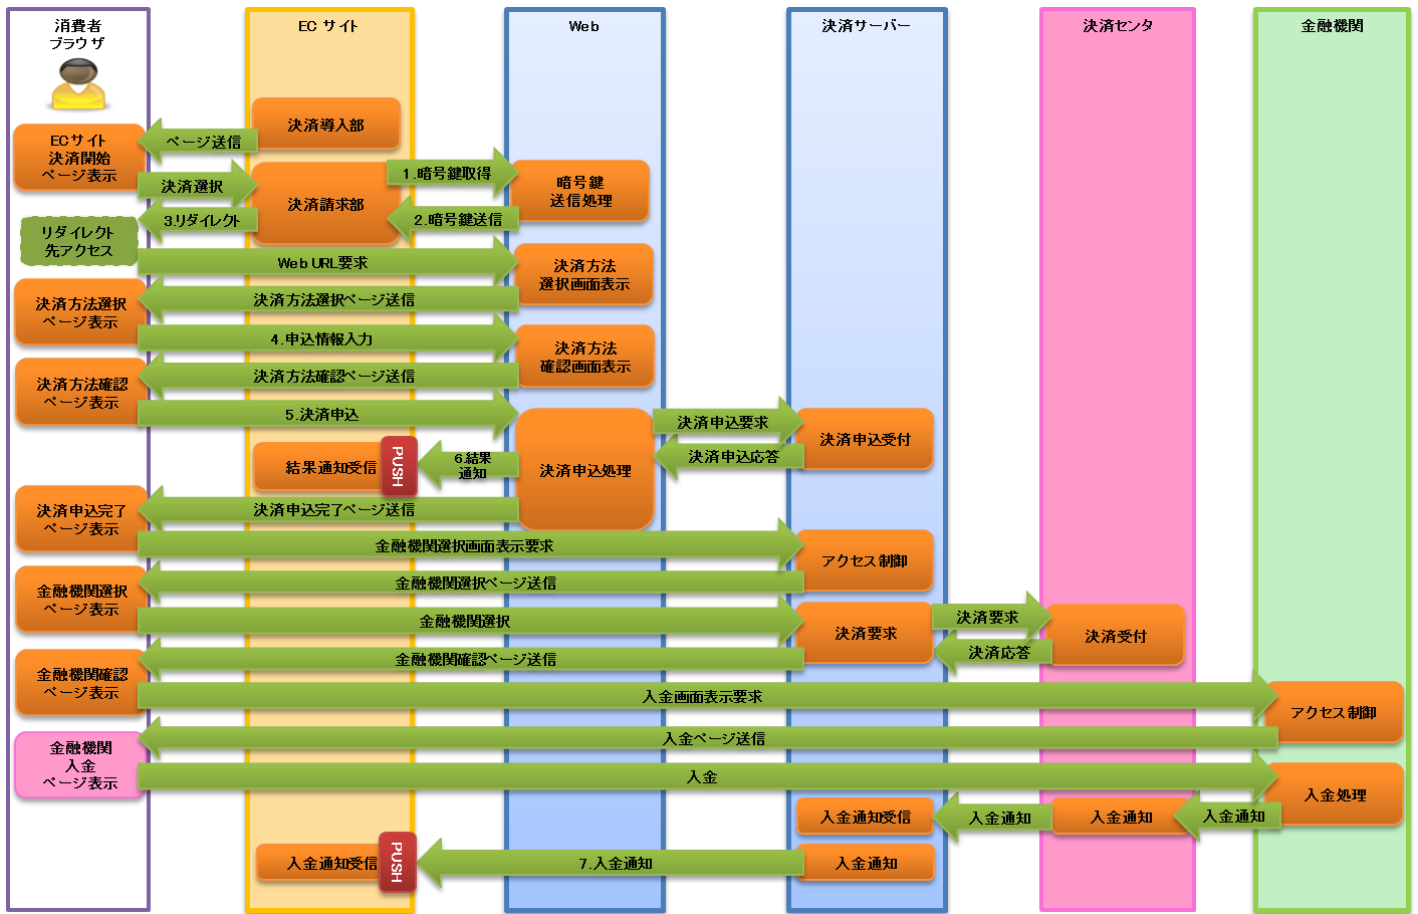 消費者
ブラウザ
ECサイト
Web
決済サーバー
決済センタ
金融機関
決済導入部
ページ送信
ECサイト
決済開始
ページ表示
決済選択
決済請求部
1.暗号鍵取得
暗号鍵
送信処理
2.暗号鍵送信
3.リダイレクト
リダイレクト
先アクセス
Web URL要求
決済方法
選択画面表示
決済方法選択ページ送信
決済方法選択
ページ表示
4.申込情報入力
決済方法
確認画面表示
決済方法確認ページ送信
決済方法確認
ページ表示
5.決済申込
決済申込要求
決済申込受付
決済申込応答
決済申込処理
6.結果
通知
PUSH
結果通知受信
決済申込完了ページ送信
決済申込完了
ページ表示
金融機関選択画面表示要求
アクセス制御
金融機関選択ページ送信
金融機関選択
ページ表示
金融機関選択
決済要求
決済要求
決済受付
決済応答
金融機関確認ページ送信
金融機関確認
ページ表示
入金画面表示要求
アクセス制御
入金ページ送信
金融機関
入金
ページ表示
入金
入金処理
入金通知
入金通知
入金通知
入金通知受信
入金通知
7.入金通知
PUSH
入金通知受信